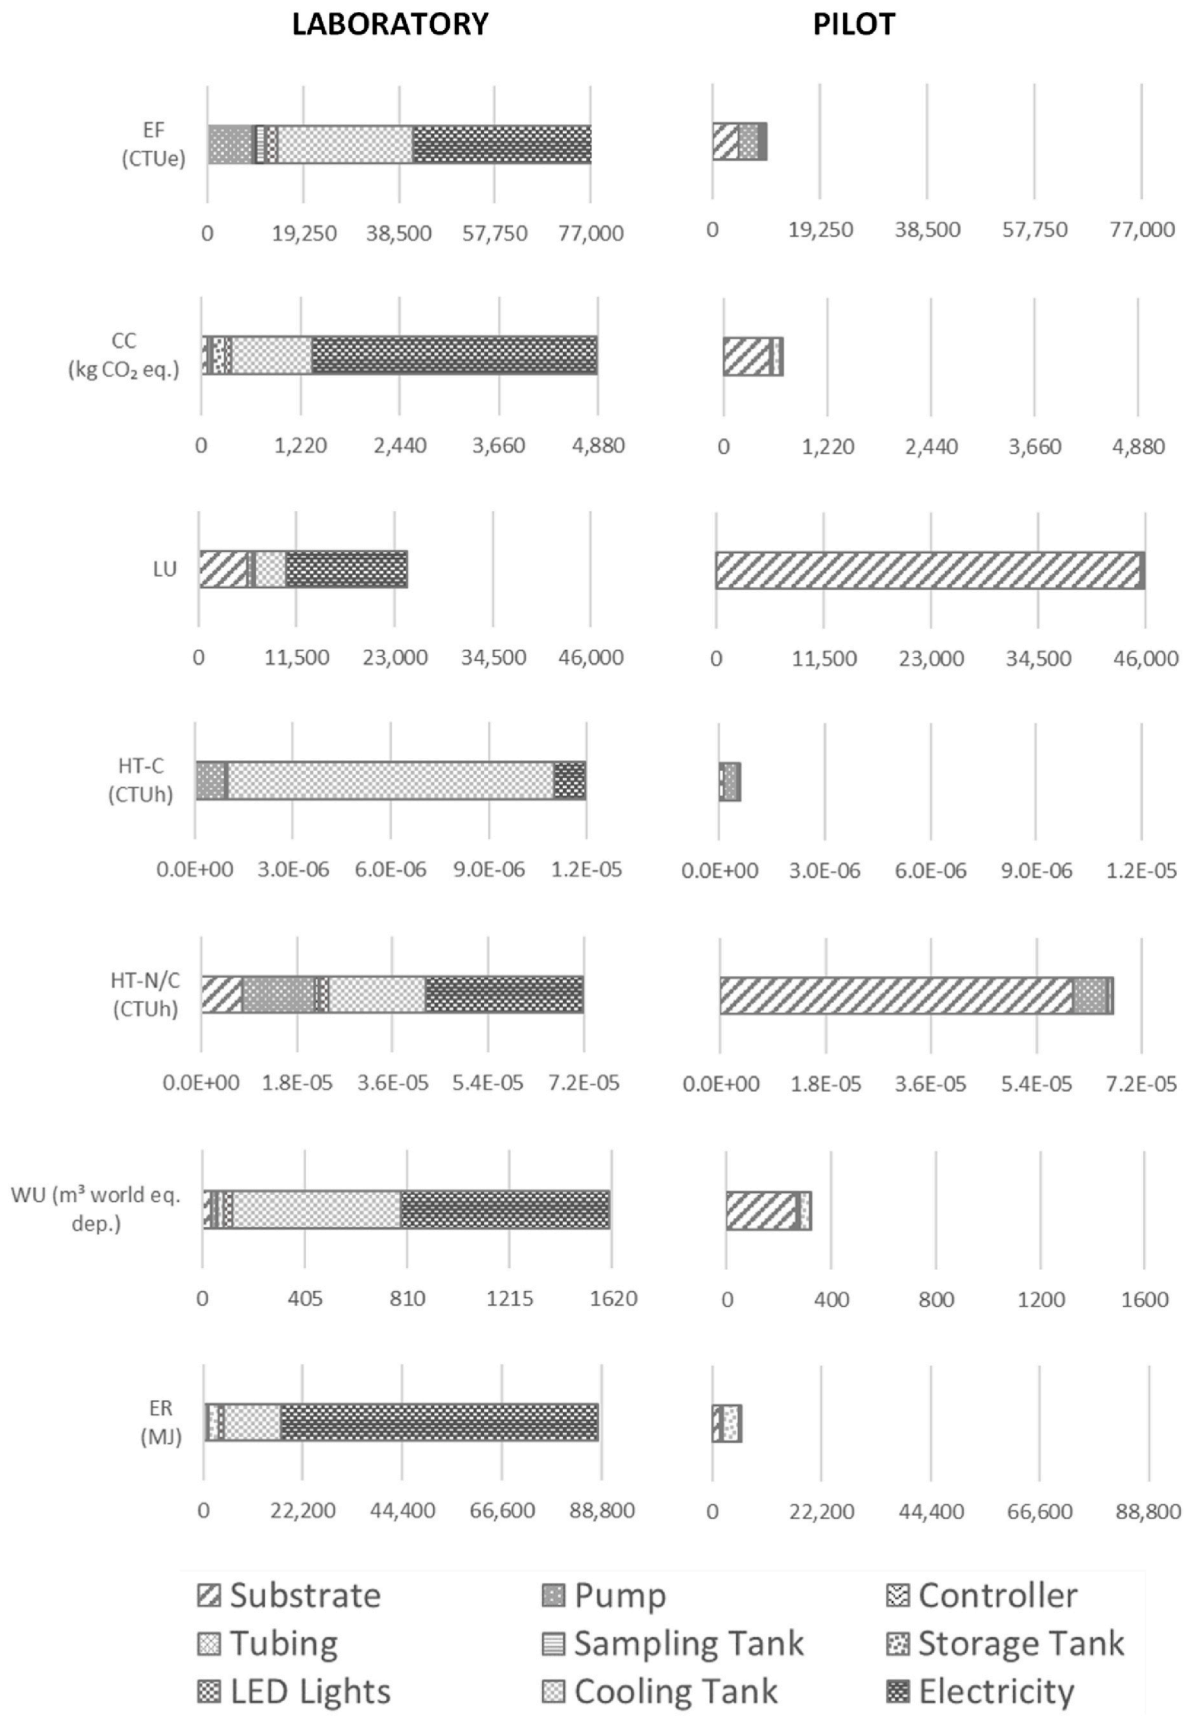 LABORATORY PILOT
EF
(CTUe)
0 19,250 38,500 57,750 77,000 0 19,250 38,500 57,750 77,000
CC
(kg CO₂ eq.)
0 1,220 2,440 3,660 4,880 0 1,220 2,440 3,660 4,880
LU
0 11,500 23,000 34,500 46,000 0 11,500 23,000 34,500 46,000
HT-C
(CTUh)
0.0E+00 3.0E-06 6.0E-06 9.0E-06 1.2E-05 0.0E+00 3.0E-06 6.0E-06 9.0E-06 1.2E-05
HT-N/C
(CTUh)
0.0E+00 1.8E-05 3.6E-05 5.4E-05 7.2E-05 0.0E+00 1.8E-05 3.6E-05 5.4E-05 7.2E-05
WU (m³ world eq.
dep.)
0 405 810 1215 1620 0 400 800 1200 1600
ER
(MJ)
0 22,200 44,400 66,600 88,800 0 22,200 44,400 66,600 88,800
Substrate Pump Controller
Tubing Sampling Tank Storage Tank
LED Lights Cooling Tank Electricity